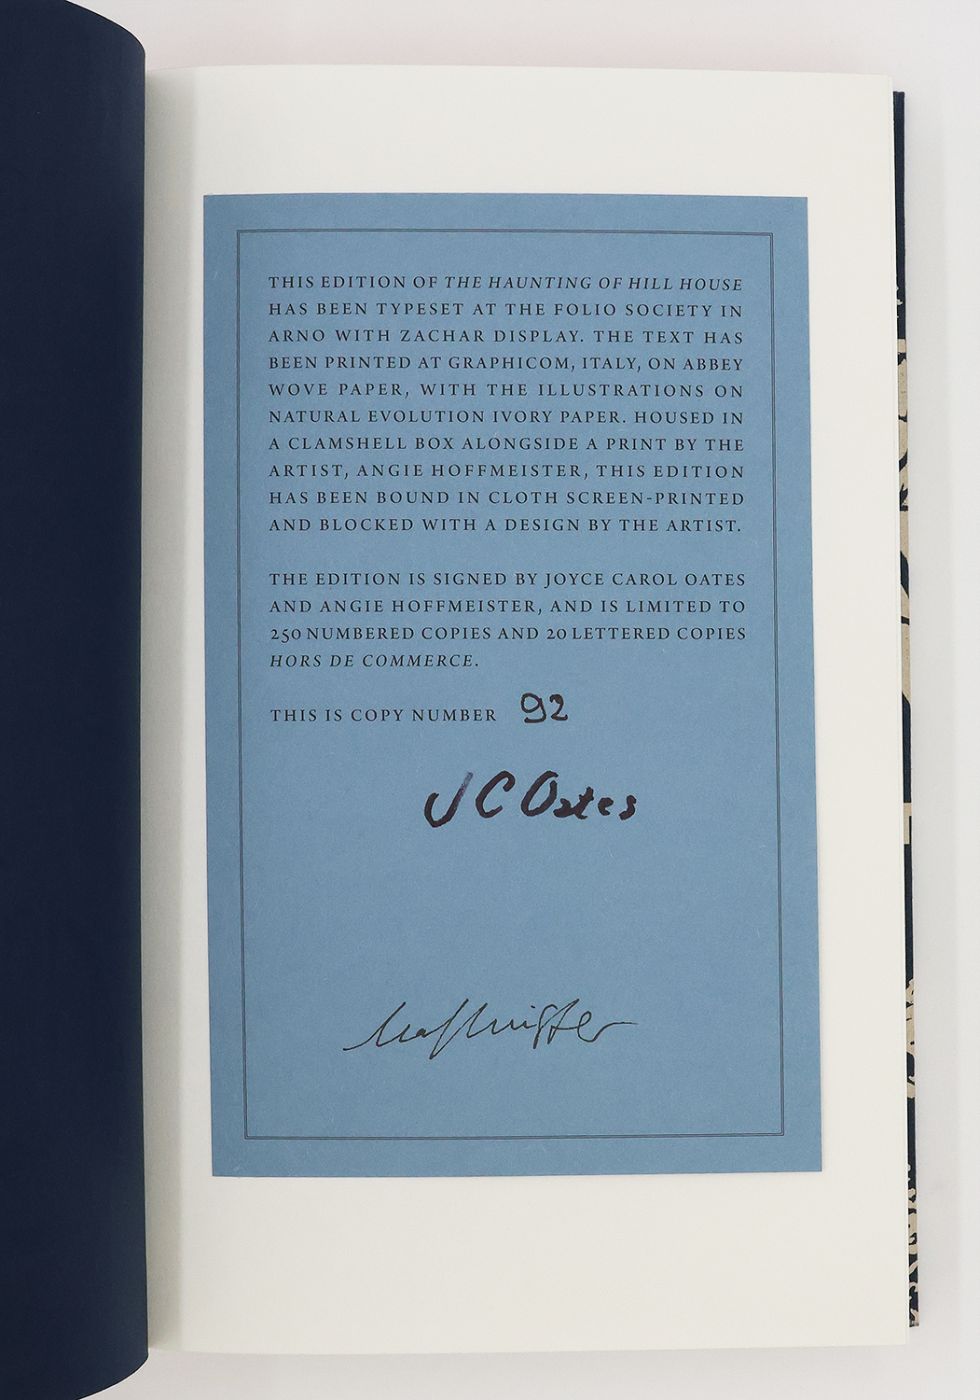 THIS EDITION OF THE HAUNTING OF HILL HOUSE
HAS BEEN TYPESET AT THE FOLIO SOCIETY IN
ARNO WITH ZACHAR DISPLAY. THE TEXT HAS
BEEN PRINTED AT GRAPHICOM, ITALY, ON ABBEY
WOVE PAPER, WITH THE ILLUSTRATIONS ON
NATURAL EVOLUTION IVORY PAPER. HOUSED IN
A CLAMSHELL BOX ALONGSIDE A PRINT BY THE
ARTIST, ANGIE HOFFMEISTER, THIS EDITION
HAS BEEN BOUND IN CLOTH SCREEN-PRINTED
AND BLOCKED WITH A DESIGN BY THE ARTIST.
THE EDITION IS SIGNED BY JOYCE CAROL OATES
AND ANGIE HOFFMEISTER, AND IS LIMITED TO
250 NUMBERED COPIES AND 20 LETTERED COPIES
HORS DE COMMERCE.
THIS IS COPY NUMBER 92
JC Oates
Hoffmeister